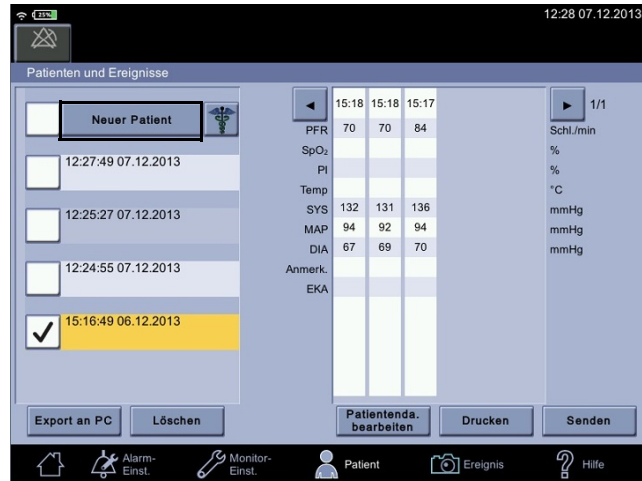 25%
12:28 07.12.2013
Patienten und Ereignisse
Neuer Patient
12:27:49 07.12.2013
12:25:27 07.12.2013
12:24:55 07.12.2013
15:16:49 06.12.2013
15:18 15:18 15:17 1/1
PFR 70 70 84 Schl./min
SpO₂ %
PI %
Temp °C
SYS 132 131 136 mmHg
MAP 94 92 94 mmHg
DIA 67 69 70 mmHg
Anmerk.
EKA
Export an PC
Löschen
Patientenda.
bearbeiten
Drucken
Senden
Alarm-
Einst.
Monitor-
Einst.
Patient
Ereignis
Hilfe